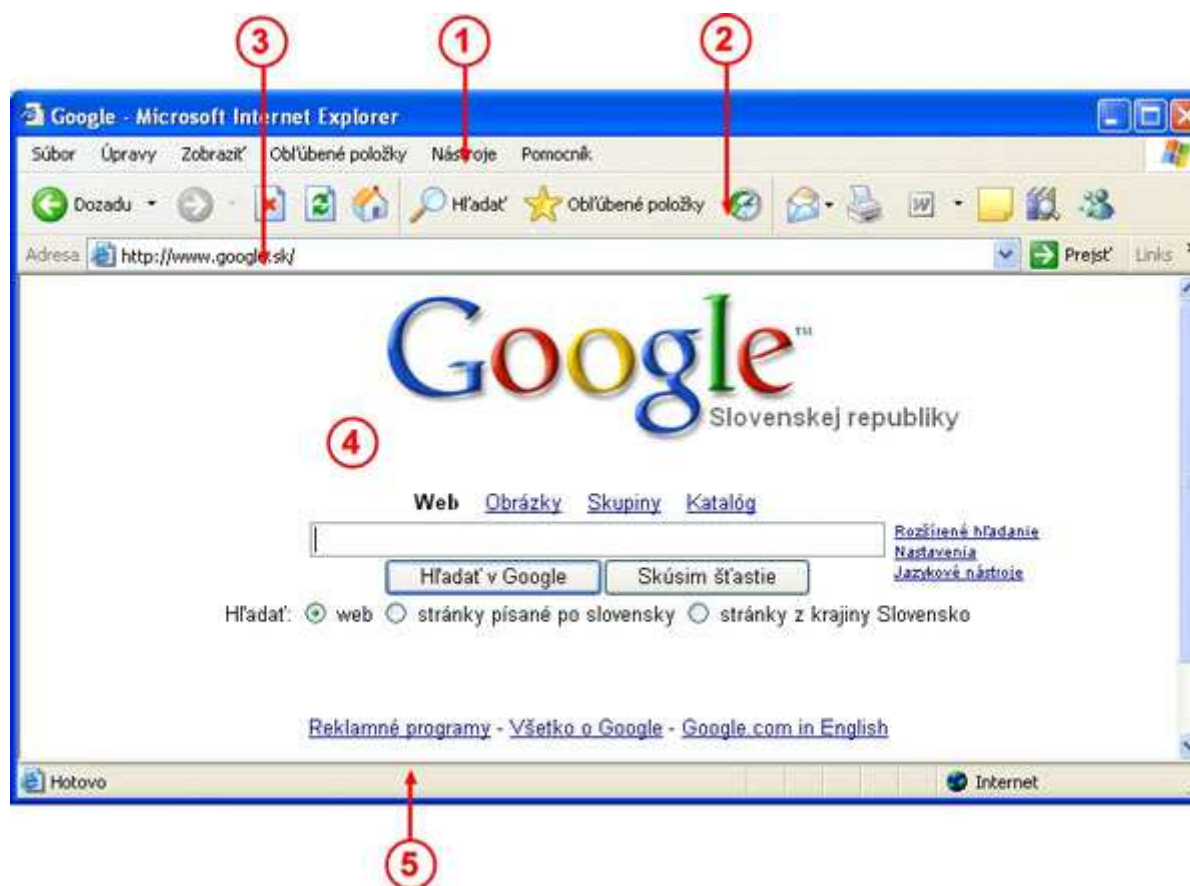 3 1 2
Google - Microsoft Internet Explorer
Súbor Úpravy Zobraziť Obľúbené položky Nástroje Pomocník
Dozadu Hľadať Obľúbené položky W
Adresa http://www.google.sk/ Prejsť Links
Google™
Slovenskej republiky
4
Web Obrázky Skupiny Katalóg
Rozšírené hľadanie
Nastavenia
Jazykové nástroje
Hľadať v Google Skúsim šťastie
Hľadať: web stránky písané po slovensky stránky z krajiny Slovensko
Reklamné programy - Všetko o Google - Google.com in English
Hotovo Internet
5